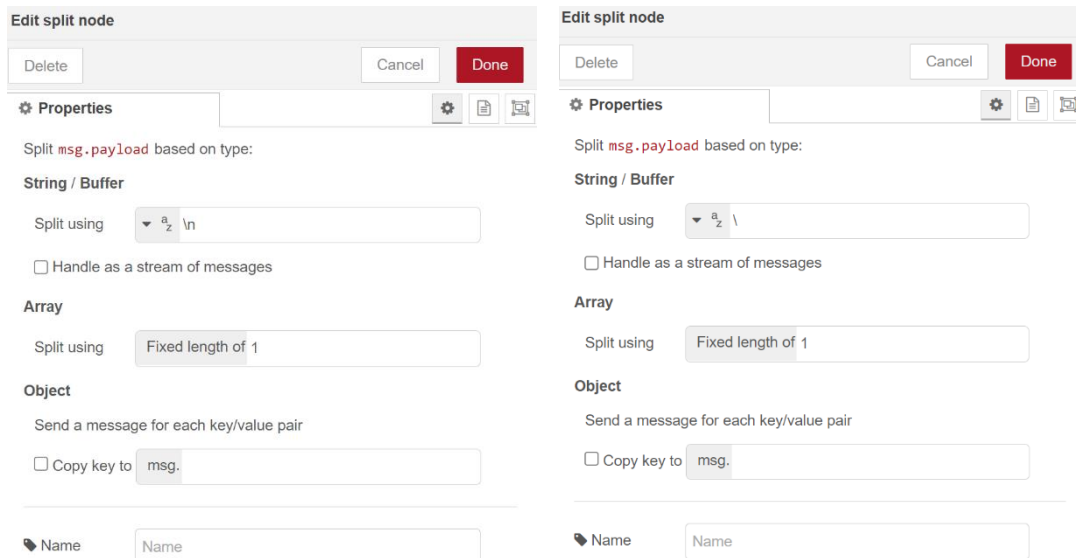 Edit split node
Delete
Cancel
Done
Properties
Split msg.payload based on type:
String / Buffer
Split using
a z \n
Handle as a stream of messages
Array
Split using
Fixed length of 1
Object
Send a message for each key/value pair
Copy key to
msg.
Name
Name
Edit split node
Delete
Cancel
Done
Properties
Split msg.payload based on type:
String / Buffer
Split using
a z \
Handle as a stream of messages
Array
Split using
Fixed length of 1
Object
Send a message for each key/value pair
Copy key to
msg.
Name
Name